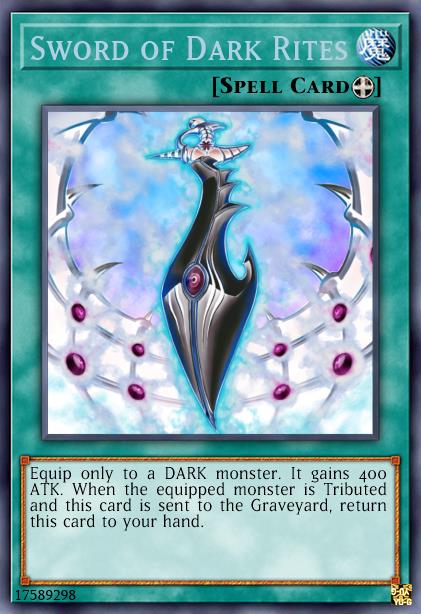 Sword of Dark Rites 魔
[Spell Card]
Equip only to a DARK monster. It gains 400
ATK. When the equipped monster is Tributed
and this card is sent to the Graveyard, return
this card to your hand.
17589298